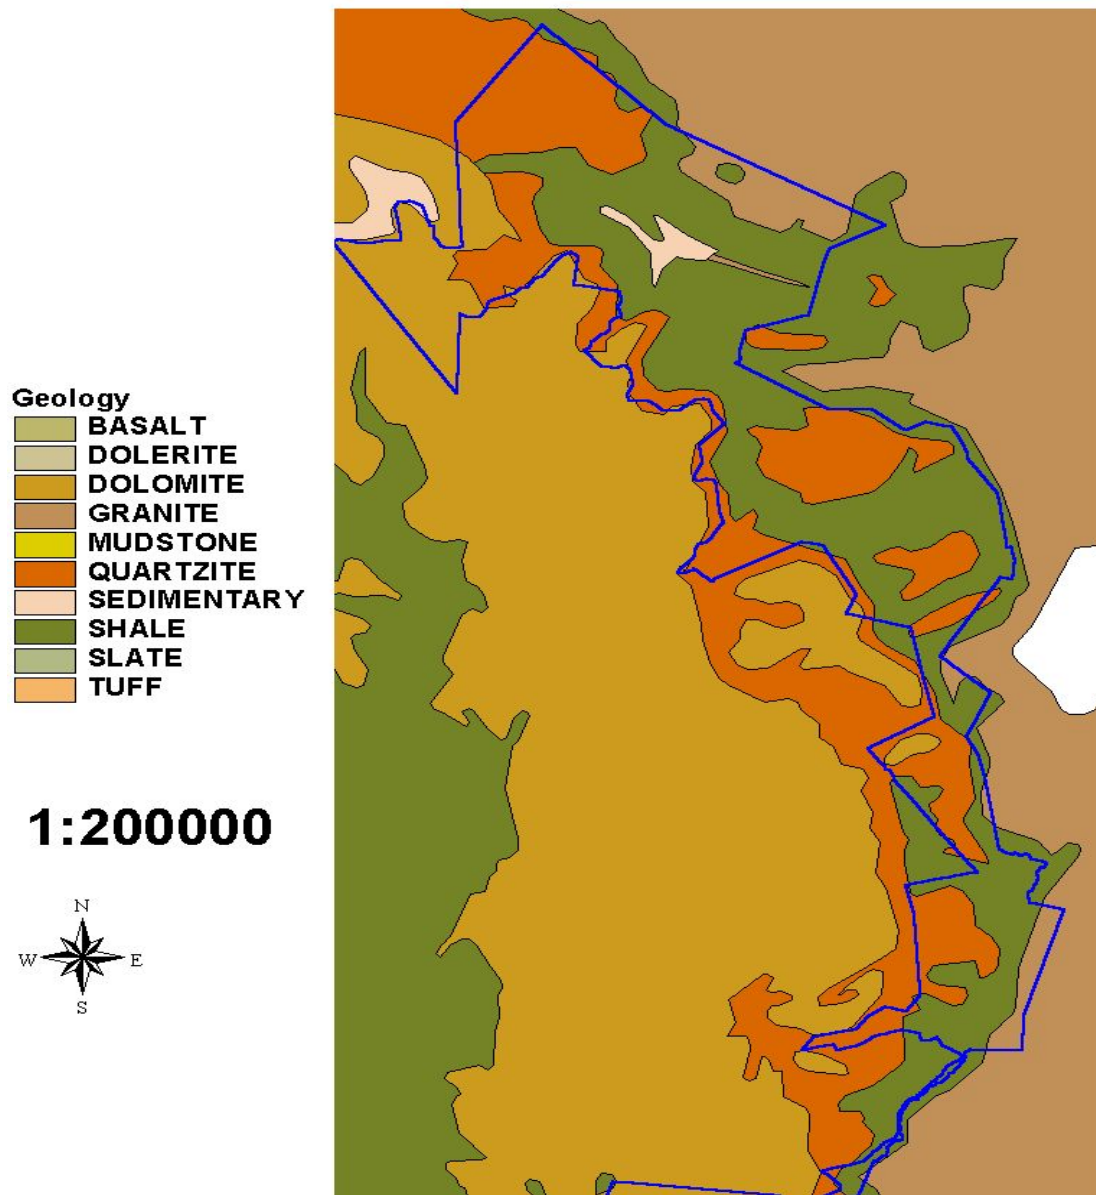 Geology
BASALT
DOLERITE
DOLOMITE
GRANITE
MUDSTONE
QUARTZITE
SEDIMENTARY
SHALE
SLATE
TUFF
1:200000
N
W E
S